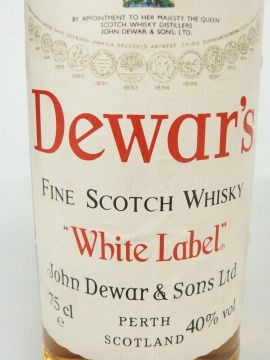 BY APPOINTMENT TO HER MAJESTY THE QUEEN
SCOTCH WHISKY DISTILLERS
JOHN DEWAR & SONS, LTD.
Dewar's
FINE SCOTCH WHISKY
"White Label"
John Dewar & Sons Ltd
75 cl
e
PERTH
SCOTLAND
40% vol